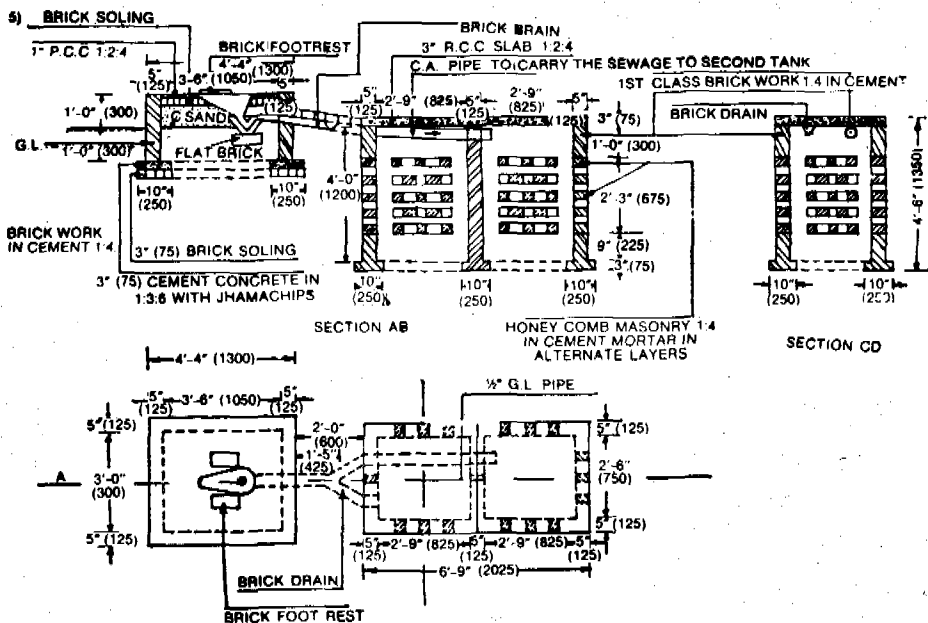 5) BRICK SOLING
1" P.C.C 1:2:4
5"
(125)
3'-6" (1050)
BRICK FOOTREST
4'-4"
(1300)
5"
(125)
BRICK BRAIN
3" R.C.C SLAB 1:2:4
C.A. PIPE TO CARRY THE SEWAGE TO SECOND TANK
1ST CLASS BRICK WORK 1:4 IN CEMENT
BRICK DRAIN
5"
(125)
2'-9" (825)
5"
(125)
2'-9"
(825)
5"
(125)
3" (75)
1'-0" (300)
1'-0" (300)
G.L.
1'-0" (300)
C SAND
FLAT BRICK
4'-0"
(1200)
2'-3" (675)
9" (225)
3" (75)
4'-6" (1350)
10"
(250)
10"
(250)
10"
(250)
10"
(250)
10"
(250)
10"
(250)
10"
(250)
BRICK WORK
IN CEMENT 1:4
3" (75) BRICK SOLING
3" (75) CEMENT CONCRETE IN
1:3:6 WITH JHAMACHIPS
SECTION AB
HONEY COMB MASONRY 1:4
IN CEMENT MORTAR IN
ALTERNATE LAYERS
SECTION CD
4'-4" (1300)
5"
(125)
3'-6" (1050)
5"
(125)
½" G.L PIPE
2'-0"
(600)
1'-5"
(425)
5" (125)
3'-0"
(300)
5" (125)
A
5" (125)
2'-6"
(750)
5" (125)
5"
(125)
2'-9" (825)
5"
(125)
2'-9" (825)
5"
(125)
6'-9" (2025)
BRICK DRAIN
BRICK FOOT REST